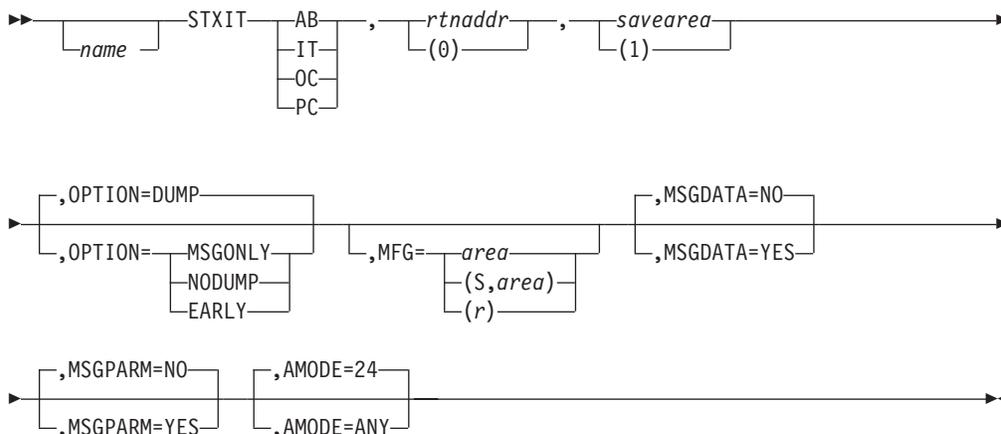 STXIT AB , rtnaddr , savearea
name IT (0) (1)
OC
PC
,OPTION=DUMP ,MSGDATA=NO
,OPTION= MSGONLY ,MFG= area ,MSGDATA=YES
NODUMP (S,area)
EARLY (r)
,MSGPARM=NO ,AMODE=24
,MSGPARM=YES ,AMODE=ANY